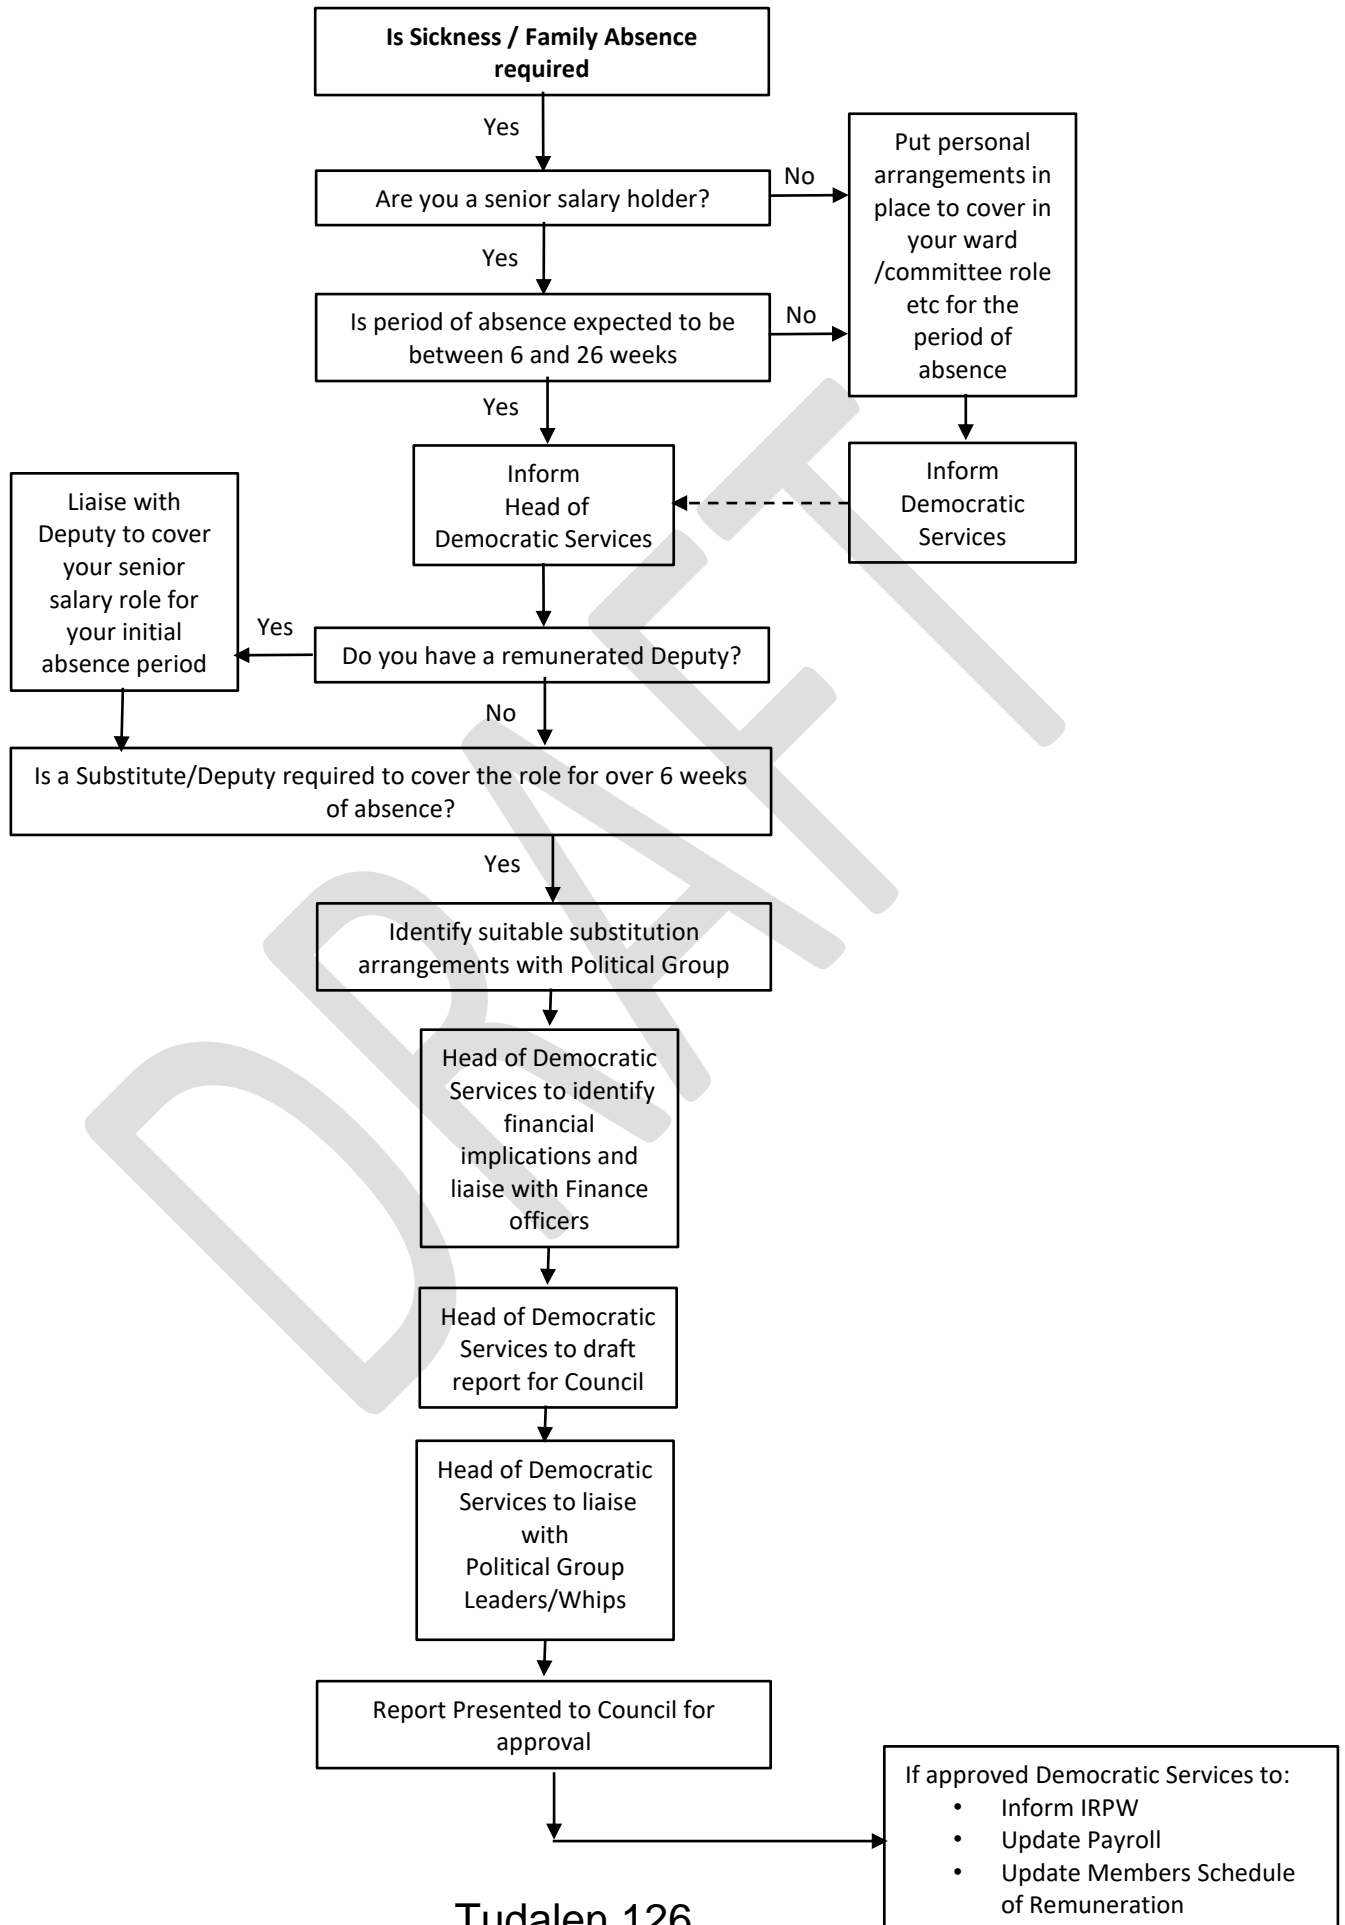 Is Sickness / Family Absence
required
Yes
Are you a senior salary holder?
No
Put personal
arrangements in
place to cover in
your ward
/committee role
etc for the
period of
absence
Yes
Is period of absence expected to be
between 6 and 26 weeks
No
Yes
Inform
Head of
Democratic Services
Inform
Democratic
Services
Liaise with
Deputy to cover
your senior
salary role for
your initial
absence period
Yes
Do you have a remunerated Deputy?
No
Is a Substitute/Deputy required to cover the role for over 6 weeks
of absence?
Yes
Identify suitable substitution
arrangements with Political Group
Head of Democratic
Services to identify
financial
implications and
liaise with Finance
officers
Head of Democratic
Services to draft
report for Council
Head of Democratic
Services to liaise
with
Political Group
Leaders/Whips
Report Presented to Council for
approval
If approved Democratic Services to:
• Inform IRPW
• Update Payroll
• Update Members Schedule
of Remuneration
Tudalen 126
DRAFT